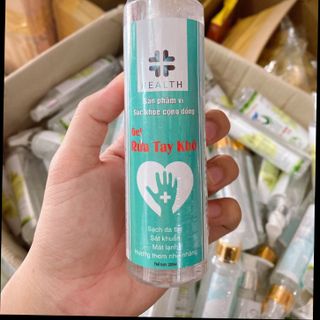 HEALTH
Sản phẩm vì
Sức khỏe cộng đồng
Gel
Rửa Tay Khô
Sạch da tay
Sát khuẩn
Mát lạnh
Hương thơm nhẹ nhàng